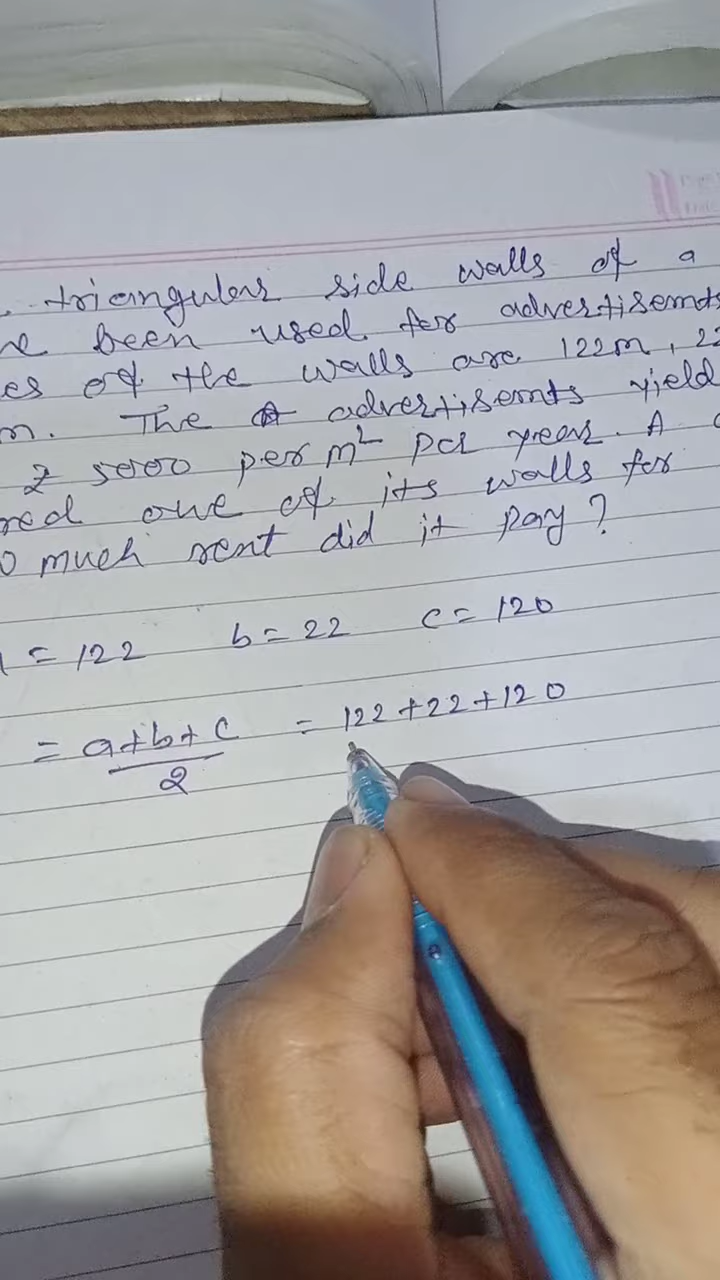 triangular side walls of a
been used for advertisemts
es of the walls are 122m, 22
m. The advertisemts yield
₹ 5000 per m² per year. A
red one of its walls for
much rent did it pay?
= 122 b = 22 c = 120
= a+b+c / 2 = 122+22+120